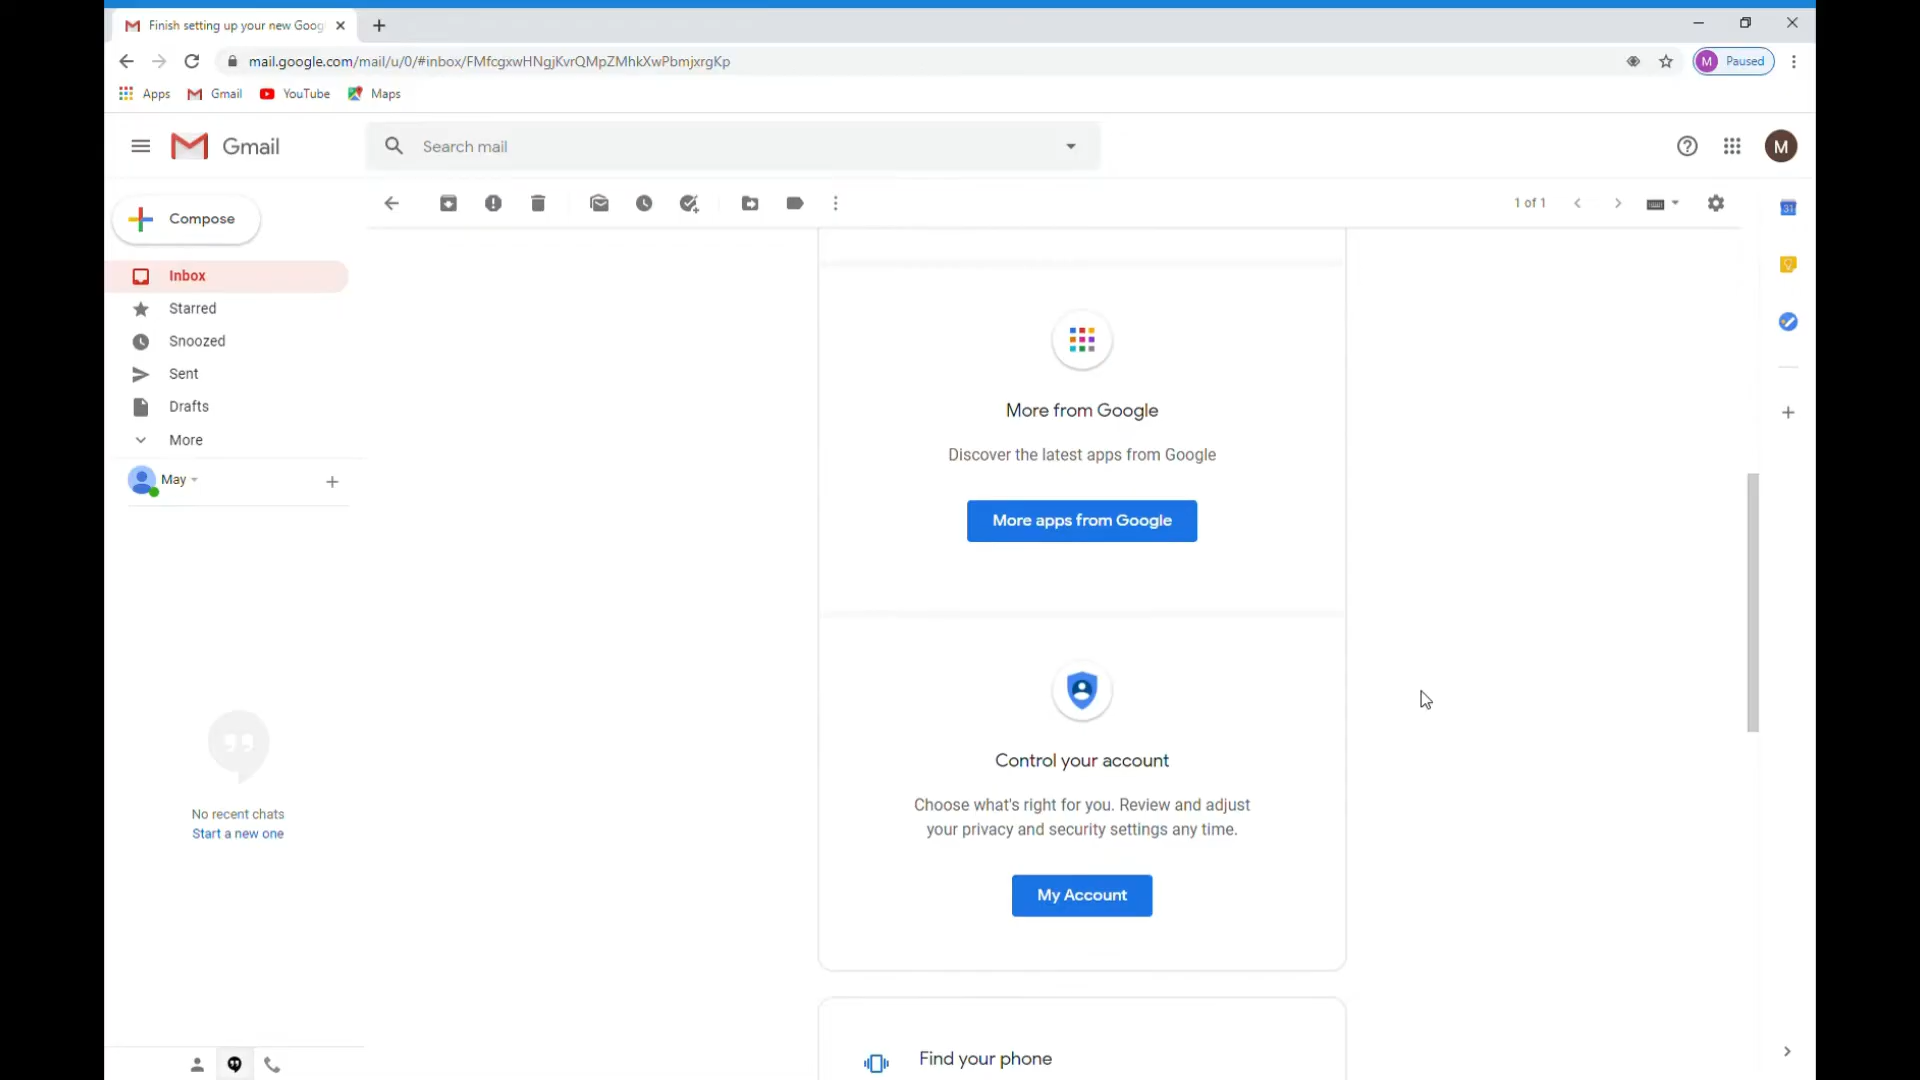 Finish setting up your new Goog
mail.google.com/mail/u/0/#inbox/FMfcgxwHNgjKvrQMpZMhkXwPbmjxrgKp
M Paused
Apps Gmail YouTube Maps
Gmail
Search mail
M
Compose
1 of 1
31
Inbox
Starred
Snoozed
Sent
Drafts
More
May
More from Google
Discover the latest apps from Google
More apps from Google
Control your account
Choose what's right for you. Review and adjust
your privacy and security settings any time.
My Account
No recent chats
Start a new one
Find your phone